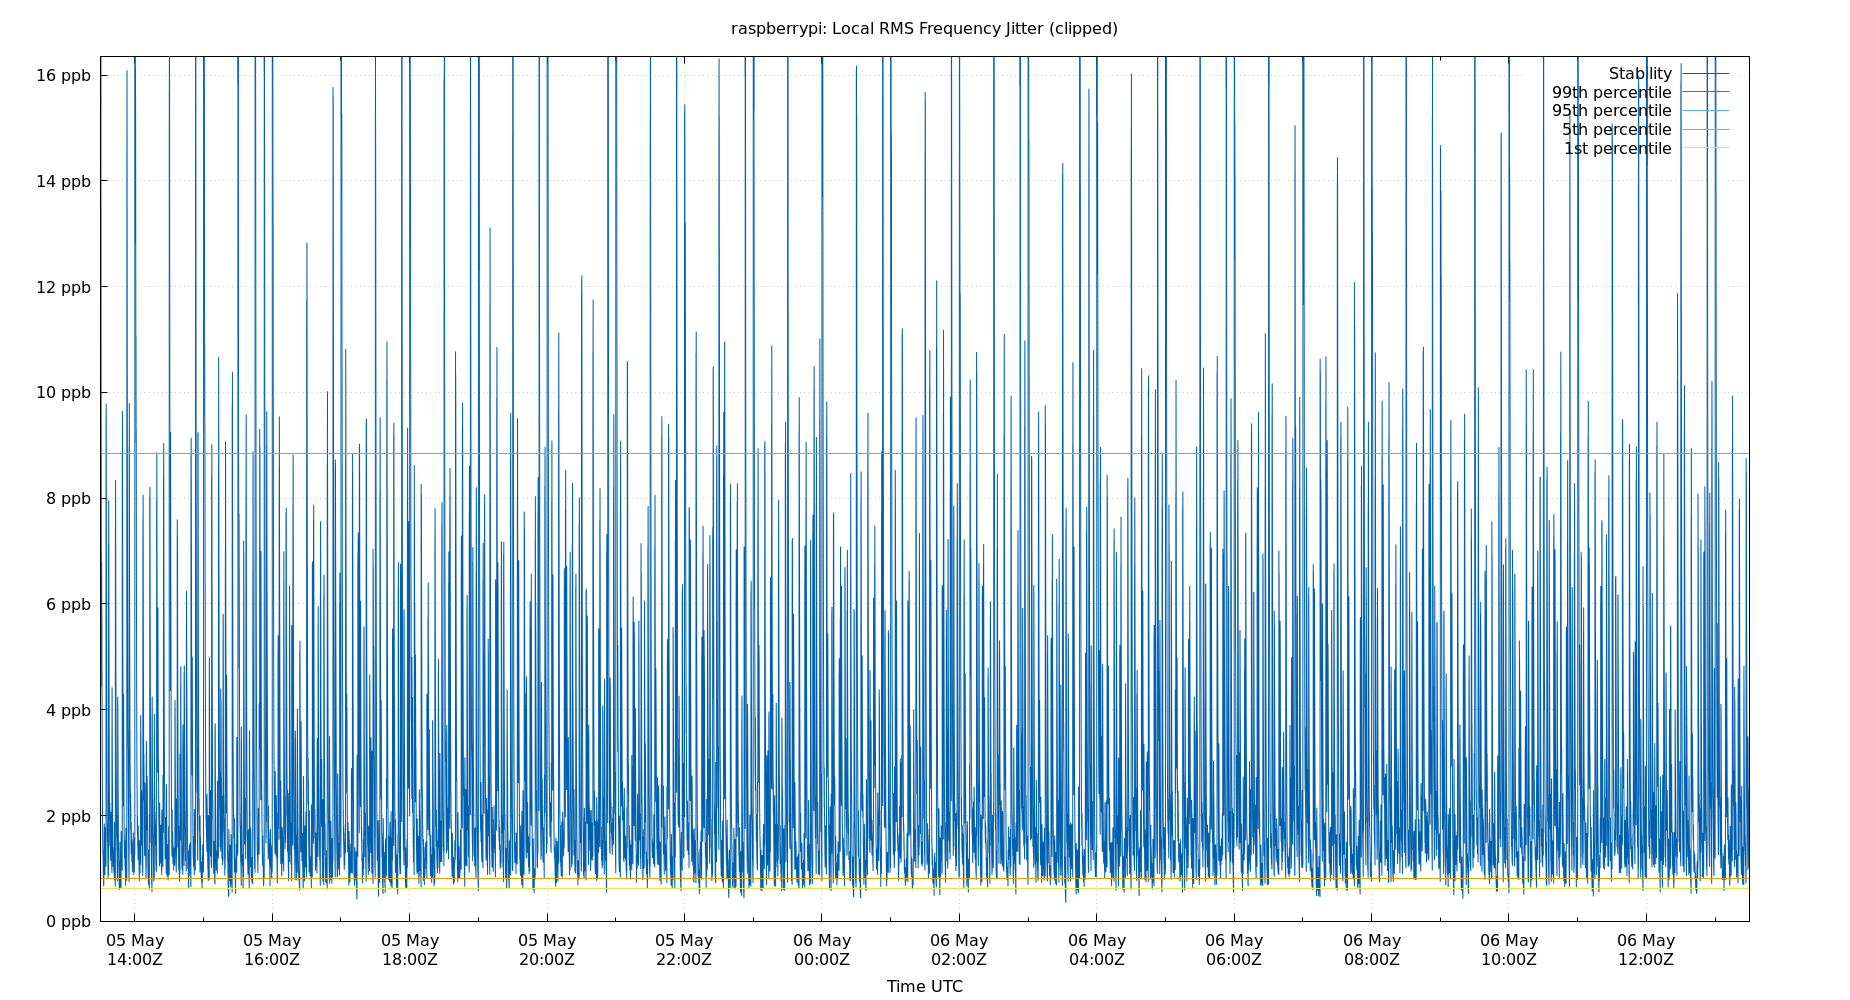 raspberrypi: Local RMS Frequency Jitter (clipped)
16 ppb
14 ppb
12 ppb
10 ppb
8 ppb
6 ppb
4 ppb
2 ppb
0 ppb
Stability
99th percentile
95th percentile
5th percentile
1st percentile
05 May
14:00Z
05 May
16:00Z
05 May
18:00Z
05 May
20:00Z
05 May
22:00Z
06 May
00:00Z
06 May
02:00Z
06 May
04:00Z
06 May
06:00Z
06 May
08:00Z
06 May
10:00Z
06 May
12:00Z
Time UTC